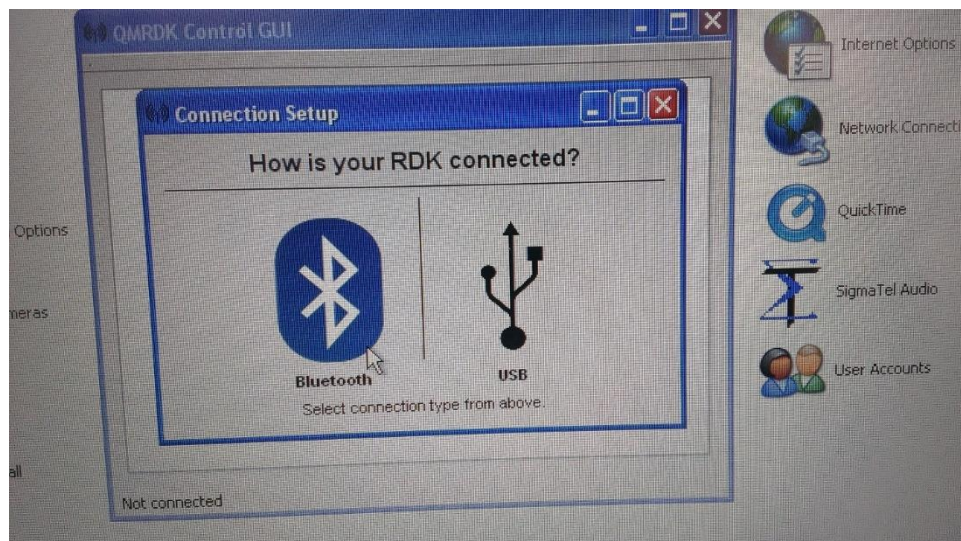 QMRDK Control GUI
Connection Setup
How is your RDK connected?
Bluetooth
USB
Select connection type from above.
Not connected
Options
neras
all
Internet Options
Network Connecti
QuickTime
SigmaTel Audio
User Accounts